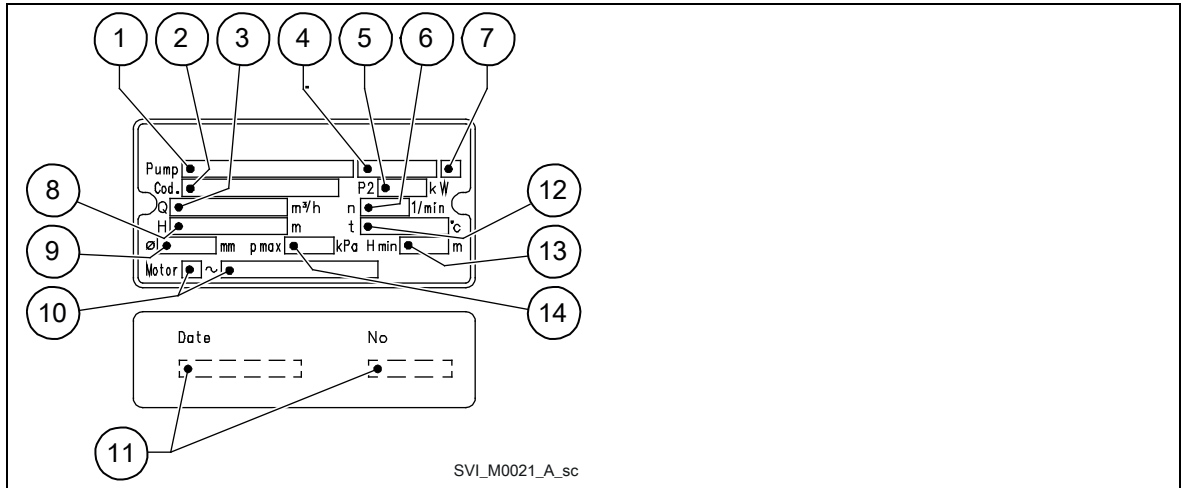 1 2 3 4 5 6 7
Pump
Cod. P2 kW
8 Q m³/h n 1/min 12
H m t °c
9 ø mm p max kPa H min m 13
Motor ~
10 14
Date No
11
SVI_M0021_A_sc